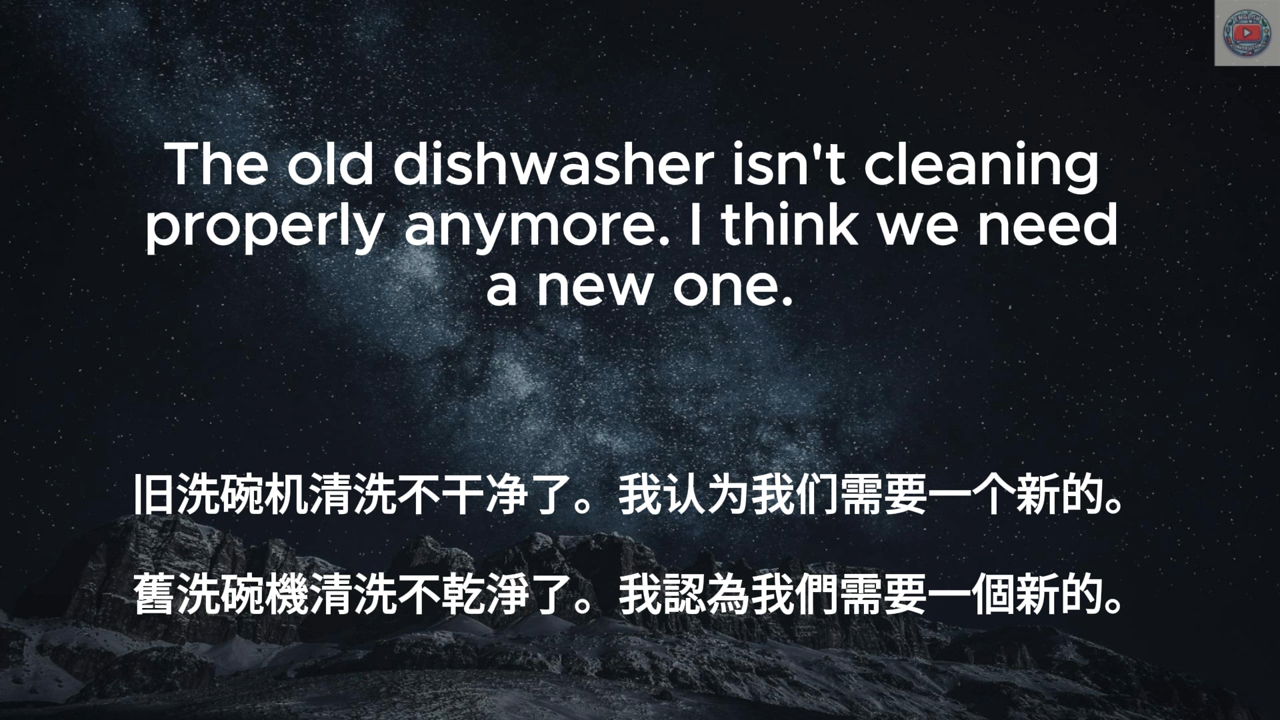 The old dishwasher isn't cleaning
properly anymore. I think we need
a new one.
旧洗碗机清洗不干净了。我认为我们需要一个新的。
舊洗碗機清洗不乾淨了。我認為我們需要一個新的。